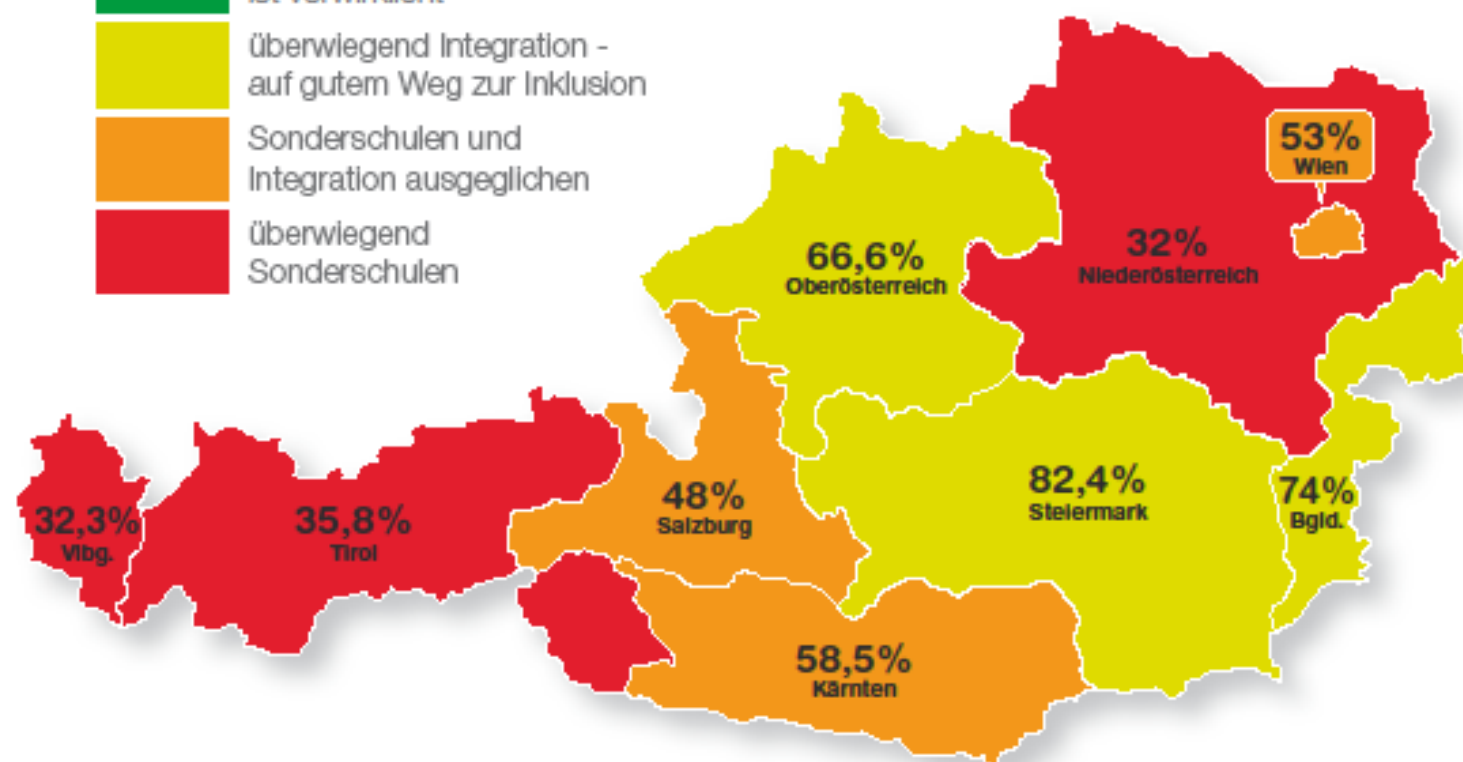 überwiegend Integration -
auf gutem Weg zur Inklusion
Sonderschulen und
Integration ausgeglichen
überwiegend
Sonderschulen
53%
Wien
66,6%
Oberösterreich
32%
Niederösterreich
32,3%
Vlbg.
35,8%
Tirol
48%
Salzburg
82,4%
Steiermark
74%
Bgld.
58,5%
Kärnten